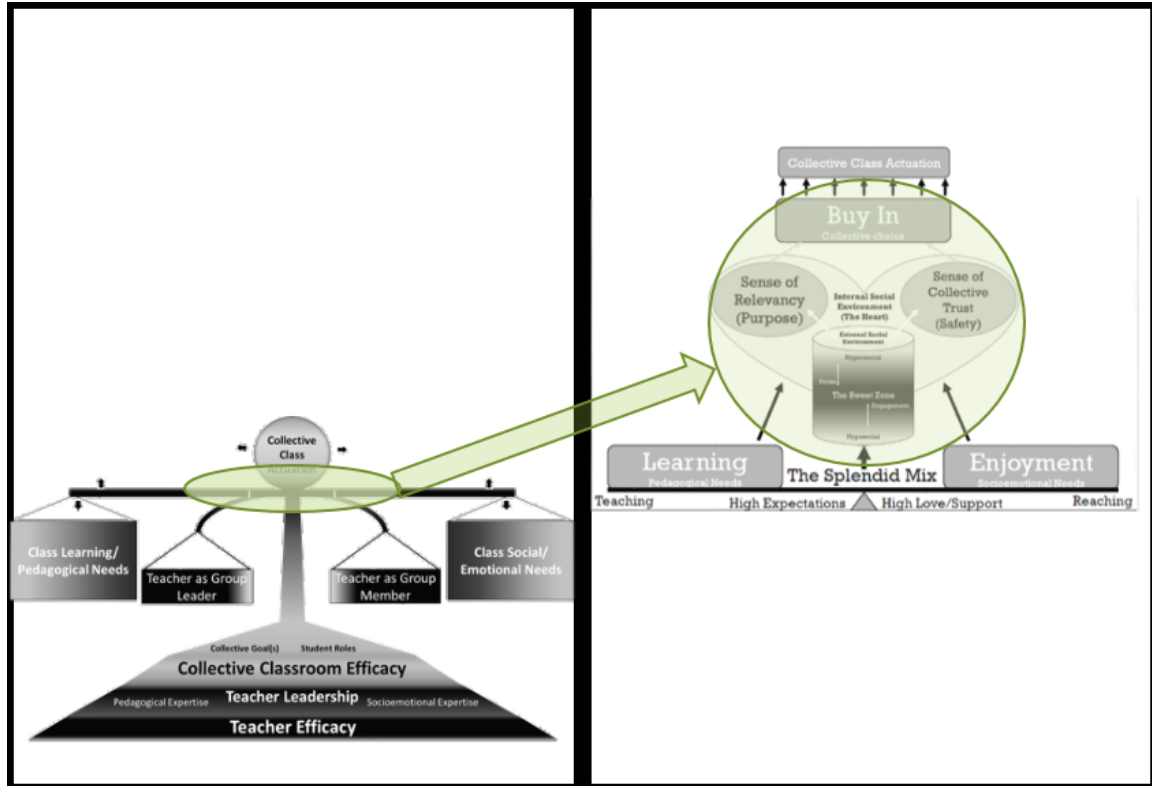 Collective
Class
Actuation
Class Learning/
Pedagogical Needs
Teacher as Group
Leader
Teacher as Group
Member
Class Social/
Emotional Needs
Collective Goal(s) Student Roles
Collective Classroom Efficacy
Pedagogical Expertise Teacher Leadership Socioemotional Expertise
Teacher Efficacy
Collective Class Actuation
Buy In
Collective choice
Sense of
Relevancy
(Purpose)
Internal Social
Environment
(The Heart)
Sense of
Collective
Trust
(Safety)
External Social
Environment
Hypersocial
Focus
The Sweet Zone
Engagement
Hyposocial
Learning
Pedagogical Needs
The Splendid Mix
Enjoyment
Socioemotional Needs
Teaching High Expectations High Love/Support Reaching